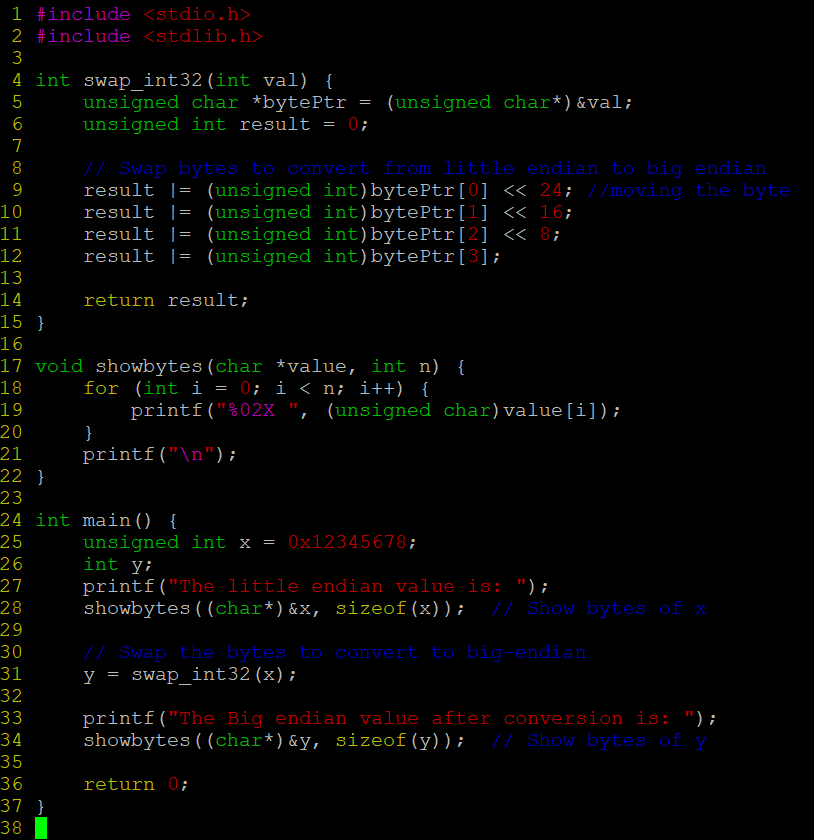 1 #include <stdio.h>
2 #include <stdlib.h>
3
4 int swap_int32(int val) {
5     unsigned char *bytePtr = (unsigned char*)&val;
6     unsigned int result = 0;
7
8     // Swap bytes to convert from little endian to big endian
9     result |= (unsigned int)bytePtr[0] << 24; //moving the byte
10     result |= (unsigned int)bytePtr[1] << 16;
11     result |= (unsigned int)bytePtr[2] << 8;
12     result |= (unsigned int)bytePtr[3];
13
14     return result;
15 }
16
17 void showbytes(char *value, int n) {
18     for (int i = 0; i < n; i++) {
19         printf("%02X ", (unsigned char)value[i]);
20     }
21     printf("\n");
22 }
23
24 int main() {
25     unsigned int x = 0x12345678;
26     int y;
27     printf("The little endian value is: ");
28     showbytes((char*)&x, sizeof(x));  // Show bytes of x
29
30     // Swap the bytes to convert to big-endian
31     y = swap_int32(x);
32
33     printf("The Big endian value after conversion is: ");
34     showbytes((char*)&y, sizeof(y));  // Show bytes of y
35
36     return 0;
37 }
38